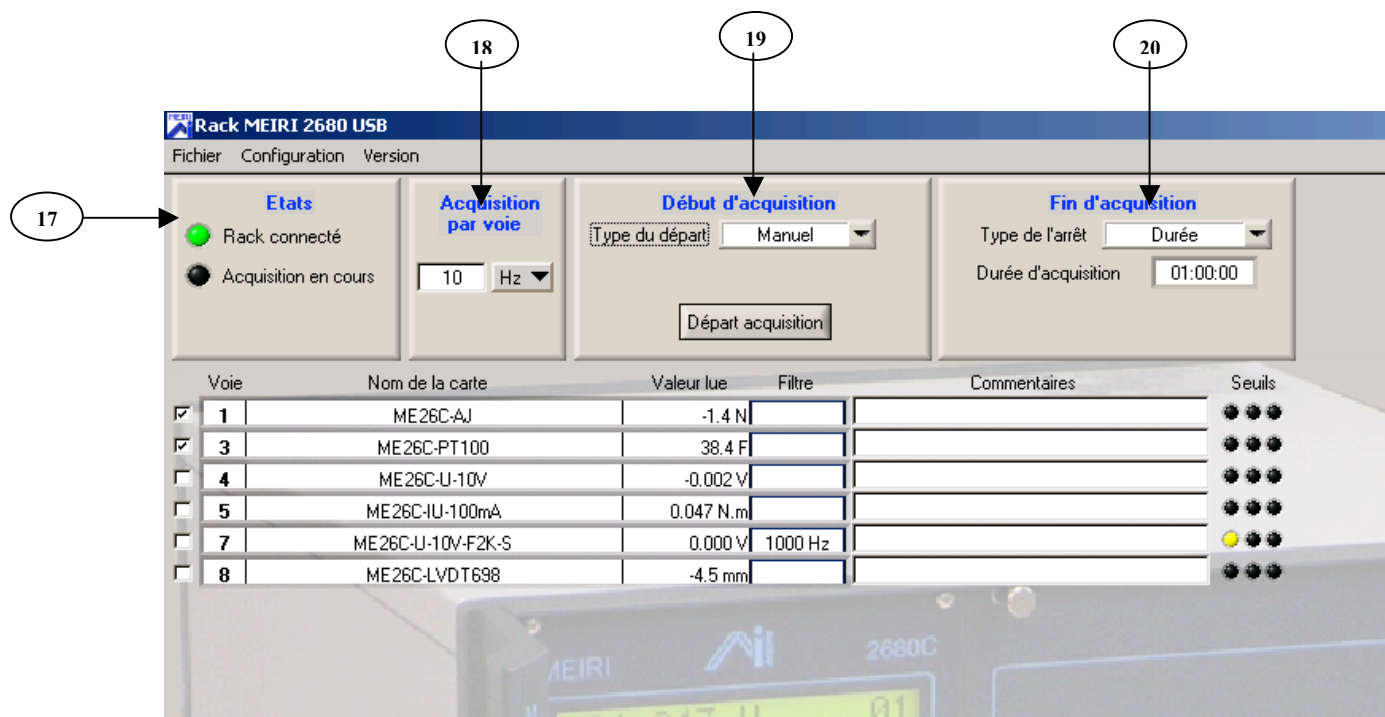 18 19 20
Rack MEIRI 2680 USB
Fichier Configuration Version
17
Etats
Rack connecté
Acquisition en cours
Acquisition
par voie
10 Hz
Début d'acquisition
Type du départ Manuel
Départ acquisition
Fin d'acquisition
Type de l'arrêt Durée
Durée d'acquisition 01:00:00
Voie Nom de la carte Valeur lue Filtre Commentaires Seuils
1 ME26C-AJ -1.4 N
3 ME26C-PT100 38.4 F
4 ME26C-U-10V -0.002 V
5 ME26C-IU-100mA 0.047 N.m
7 ME26C-U-10V-F2K-S 0.000 V 1000 Hz
8 ME26C-LVDT698 -4.5 mm
MEIRI 2680C
01